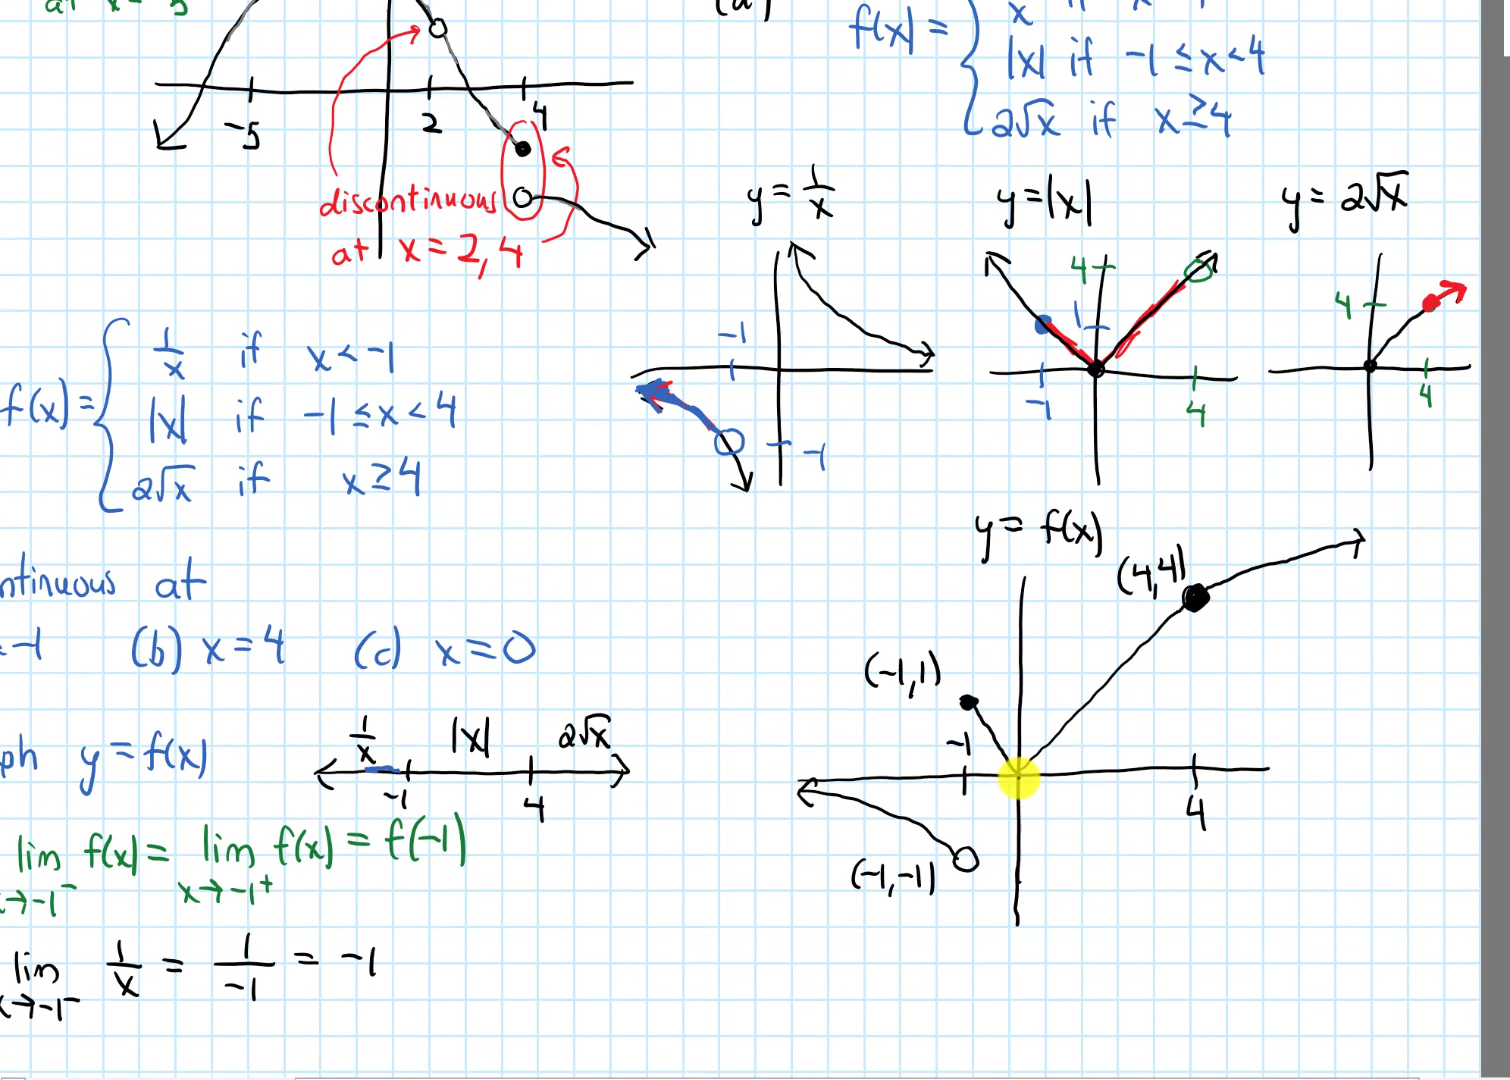 -5
2
4
discontinuous
at x = 2, 4
f(x) = { 1/x if x < -1
|x| if -1 ≤ x < 4
2√x if x ≥ 4
ntinuous at
-1 (b) x = 4 (c) x = 0
ph y = f(x)
1/x |x| 2√x
-1 4
lim f(x) = lim f(x) = f(-1)
x→-1⁻ x→-1⁺
lim 1/x = 1/-1 = -1
x→-1⁻
f(x) =
|x| if -1 ≤ x < 4
2√x if x ≥ 4
y = 1/x
-1
-1
y = |x|
4
1
-1
4
y = 2√x
4
4
y = f(x)
(4,4)
(-1,1)
-1
4
(-1,-1)